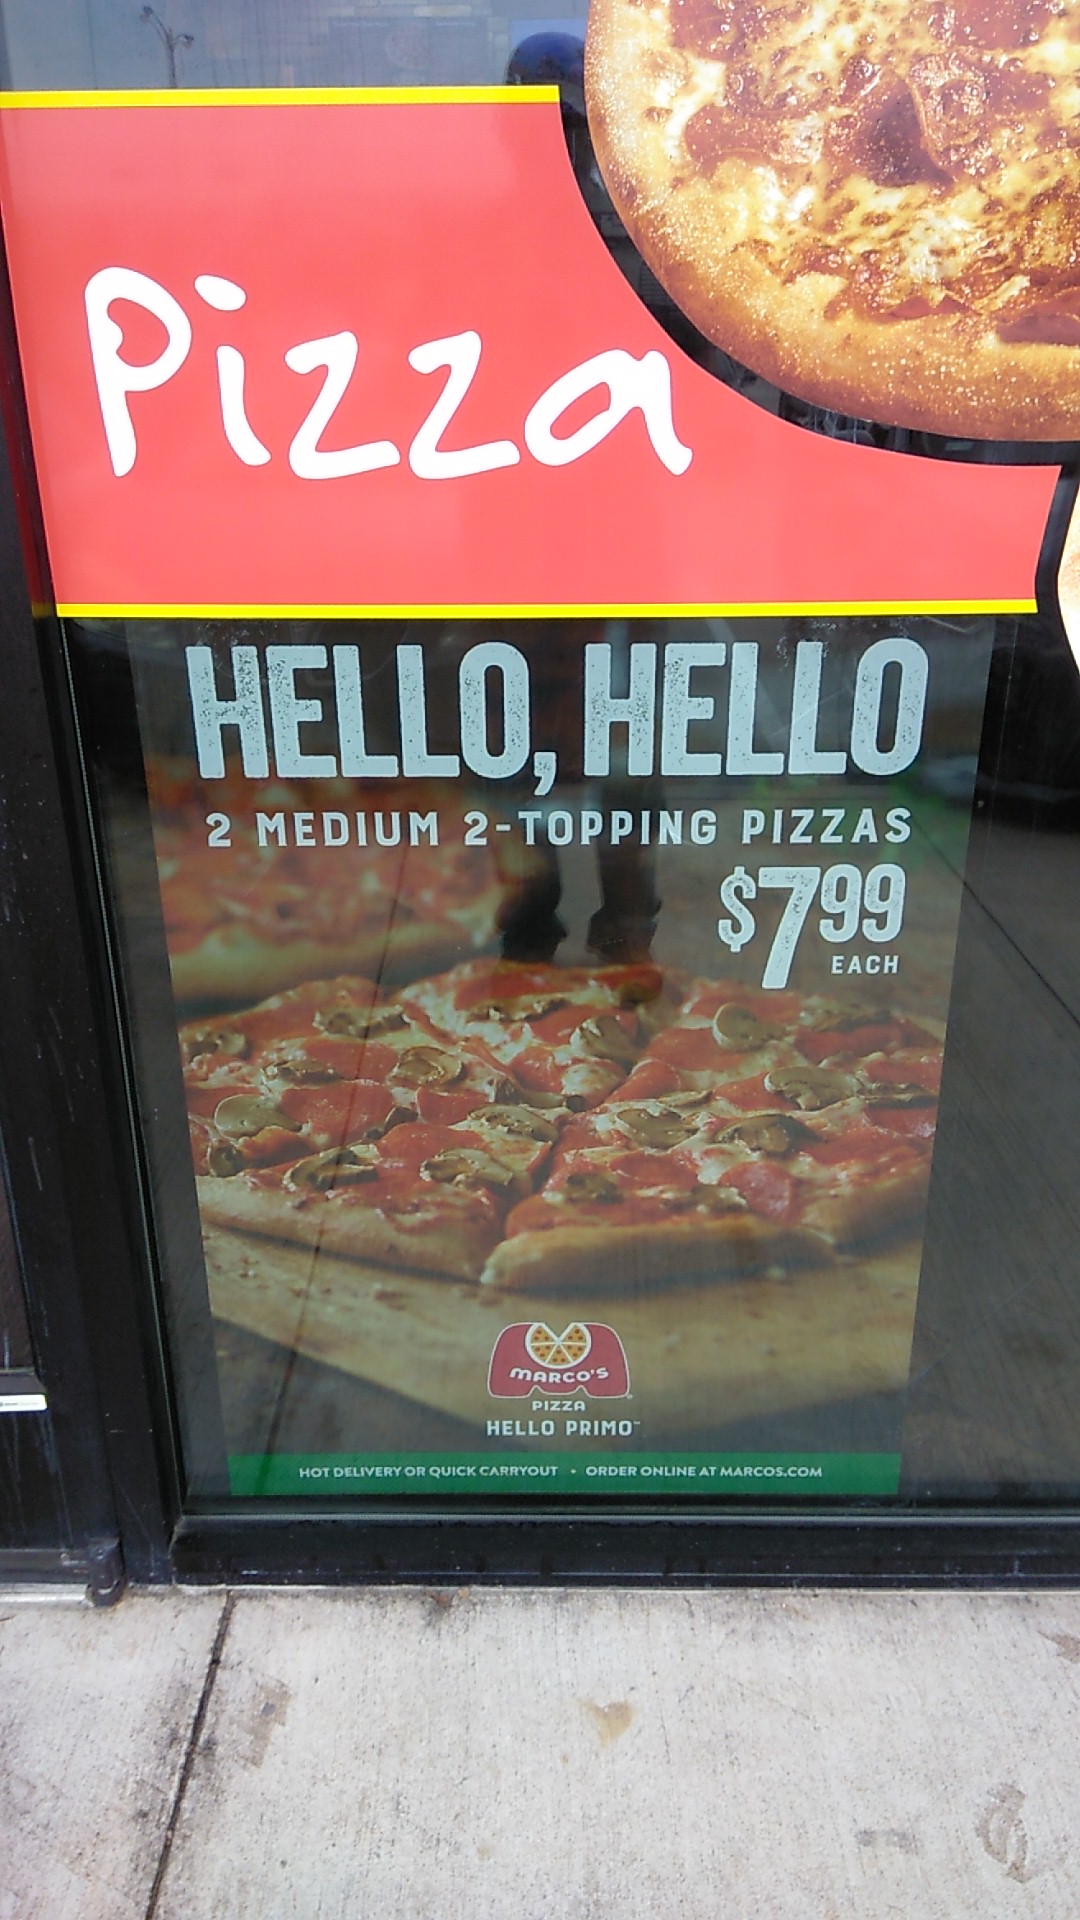 Pizza
HELLO, HELLO
2 MEDIUM 2-TOPPING PIZZAS
$7.99
EACH
MARCO'S
PIZZA
HELLO PRIMO™
HOT DELIVERY OR QUICK CARRYOUT • ORDER ONLINE AT MARCOS.COM